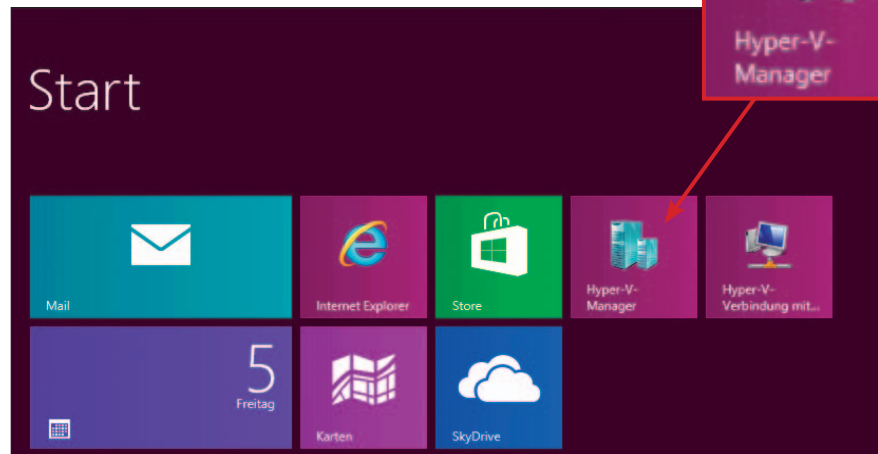 Hyper-V-
Manager
Start
Mail
Internet Explorer
Store
Hyper-V-
Manager
Hyper-V-
Verbindung mit...
5
Freitag
Karten
SkyDrive